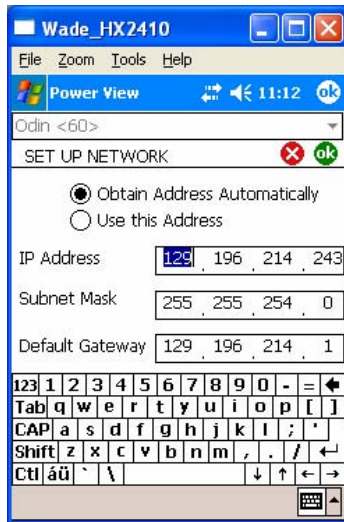 Wade_HX2410
File Zoom Tools Help
Power View 11:12 ok
Odin <60>
SET UP NETWORK ok
Obtain Address Automatically
Use this Address
IP Address 129 . 196 . 214 . 243
Subnet Mask 255 . 255 . 254 . 0
Default Gateway 129 . 196 . 214 . 1
123 1 2 3 4 5 6 7 8 9 0 - = ←
Tab q w e r t y u i o p [ ]
CAP a s d f g h j k l ; '
Shift z x c v b n m , . / ↵
Ctl áü ` \ ↓ ↑ ← →